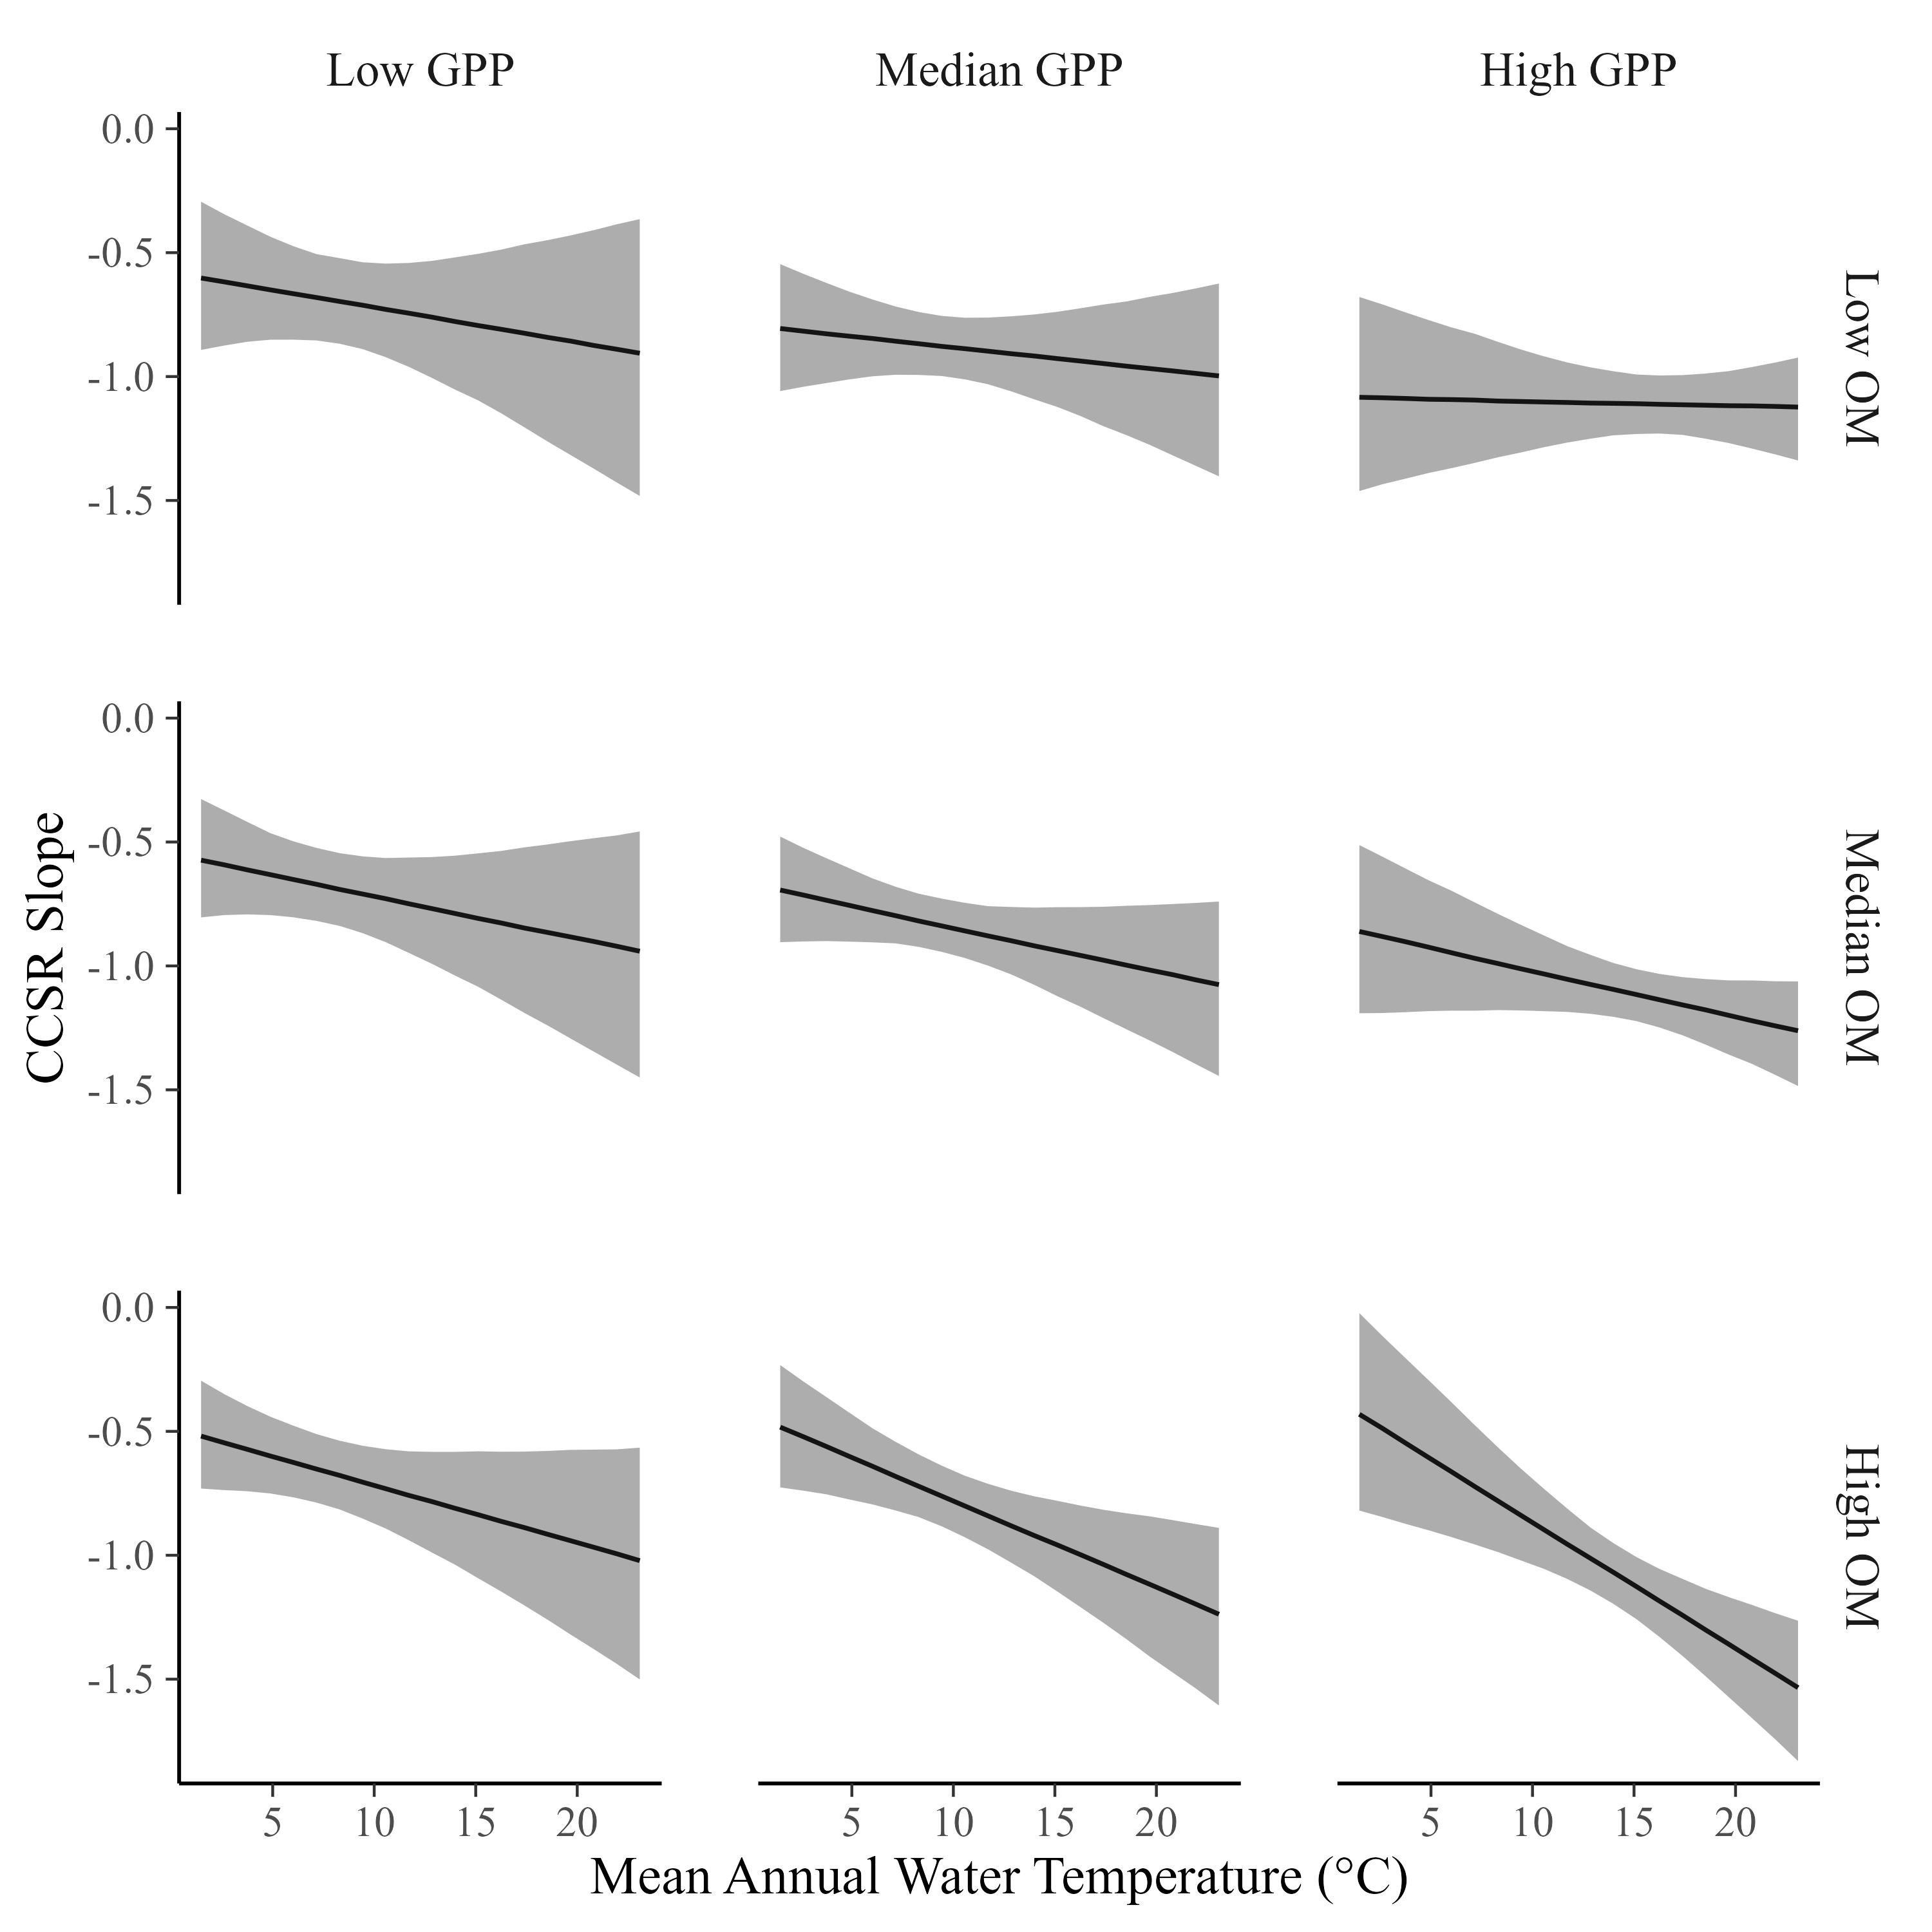 Low GPP Median GPP High GPP
0.0
-0.5
-1.0
-1.5
Low OM
0.0
-0.5
-1.0
-1.5
Median OM
CCSR Slope
0.0
-0.5
-1.0
-1.5
High OM
5 10 15 20 5 10 15 20 5 10 15 20
Mean Annual Water Temperature (°C)